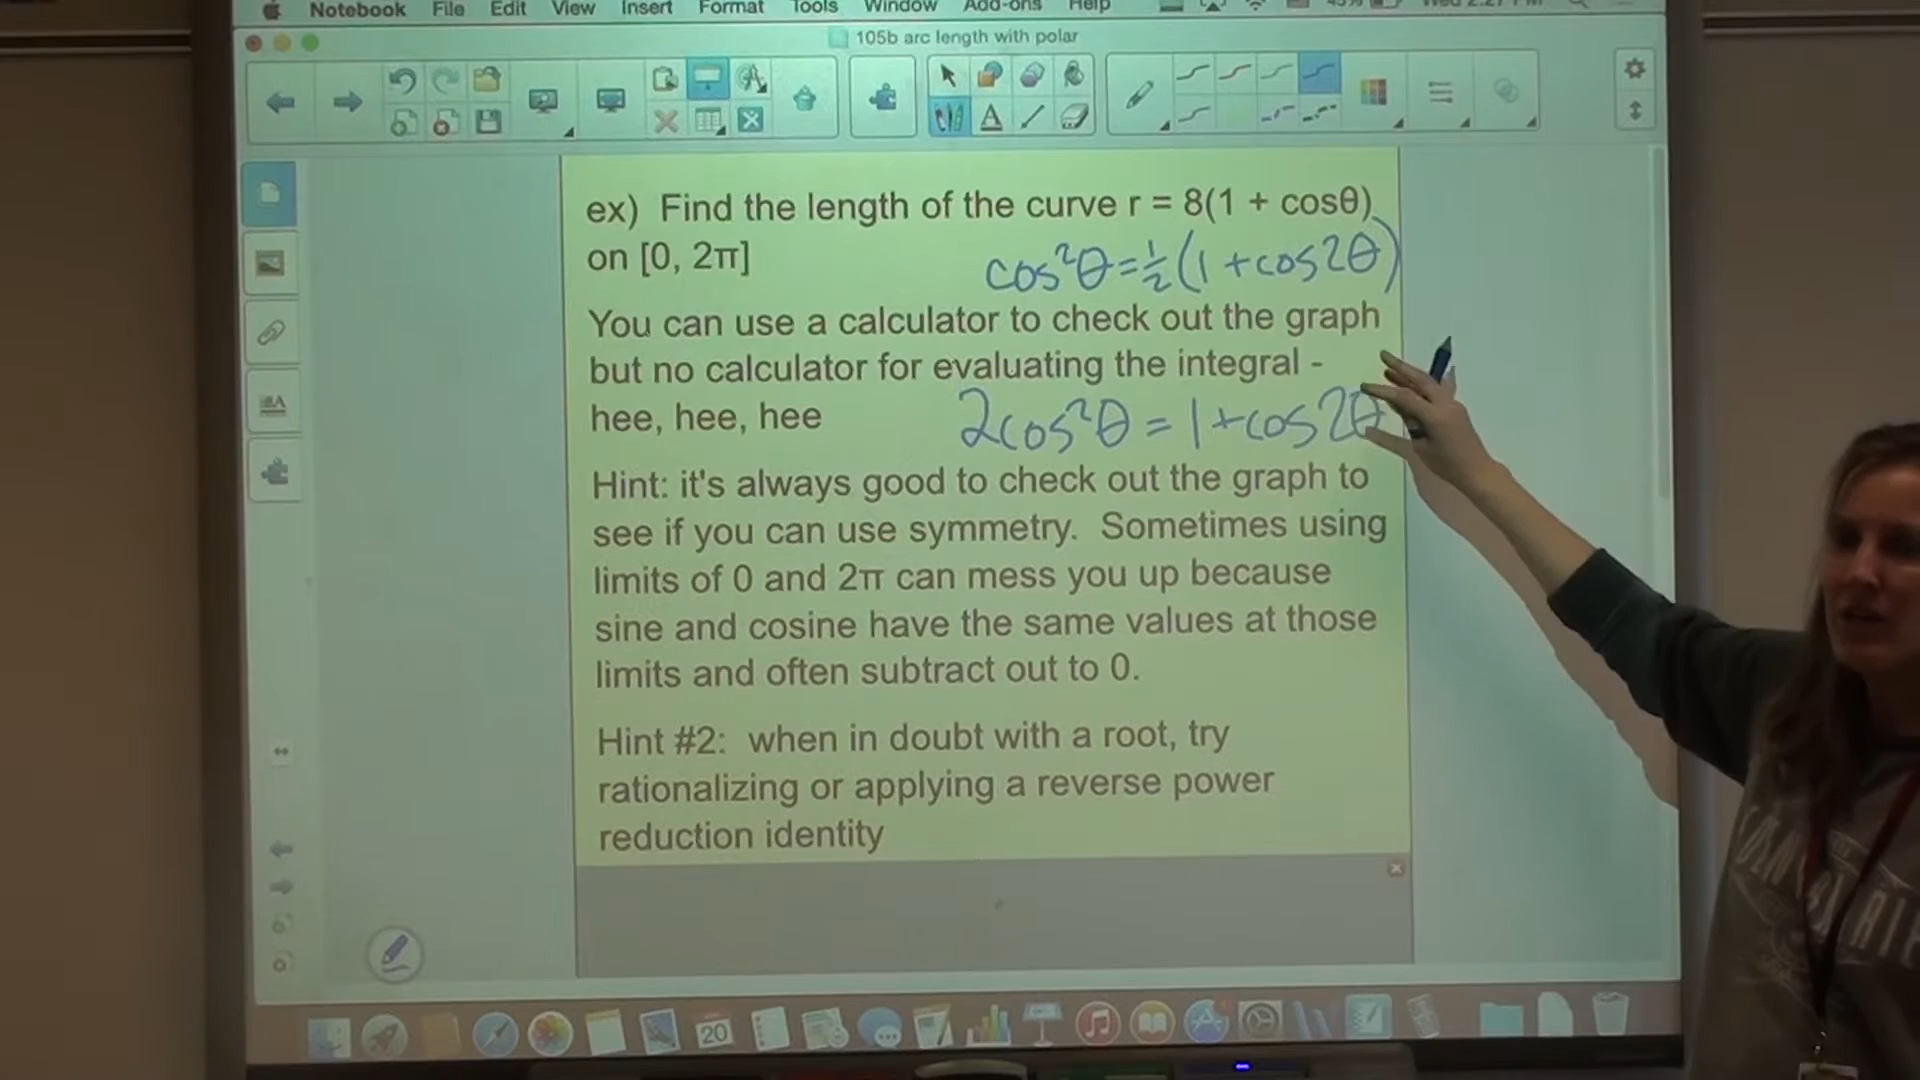 Notebook File Edit View Insert Format Tools Window Add-ons Help
105b arc length with polar
ex) Find the length of the curve r = 8(1 + cosθ)
on [0, 2π]
cos²θ=½(1+cos2θ)
You can use a calculator to check out the graph
but no calculator for evaluating the integral -
hee, hee, hee
2cos²θ = 1+cos2θ
Hint: it's always good to check out the graph to
see if you can use symmetry. Sometimes using
limits of 0 and 2π can mess you up because
sine and cosine have the same values at those
limits and often subtract out to 0.
Hint #2: when in doubt with a root, try
rationalizing or applying a reverse power
reduction identity
20